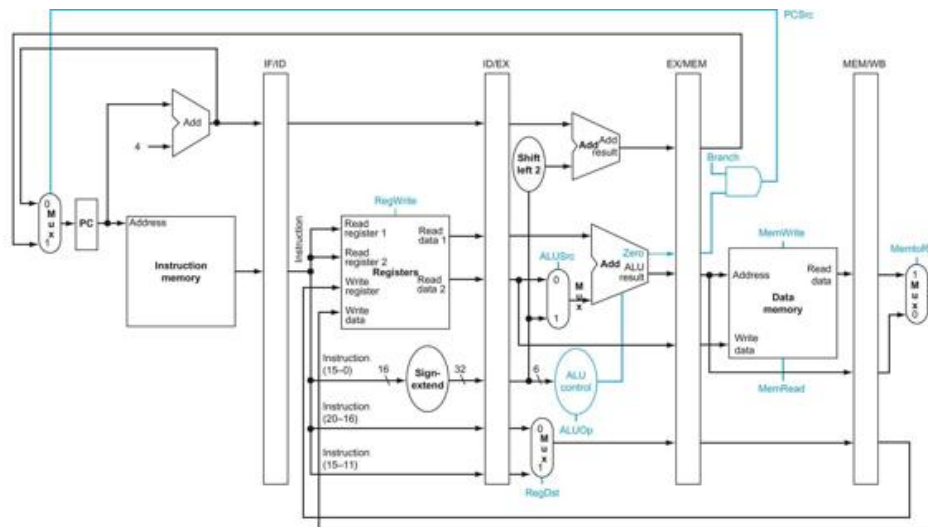 PCSrc
IF/ID
ID/EX
EX/MEM
MEM/WB
Add
4
Shift
left 2
Add
Add
result
Branch
0
M
u
x
1
PC
Address
Instruction
memory
Instruction
RegWrite
Read
register 1
Read
register 2
Registers
Write
register
Write
data
Read
data 1
Read
data 2
ALUSrc
0
1
M
u
x
Add
Zero
ALU
result
MemWrite
Address
Read
data
Data
memory
Write
data
MemRead
MemtoR
1
M
u
x
0
Instruction
(15–0)
16
Sign-
extend
32
6
ALU
control
ALUOp
Instruction
(20–16)
Instruction
(15–11)
0
M
u
x
1
RegDst